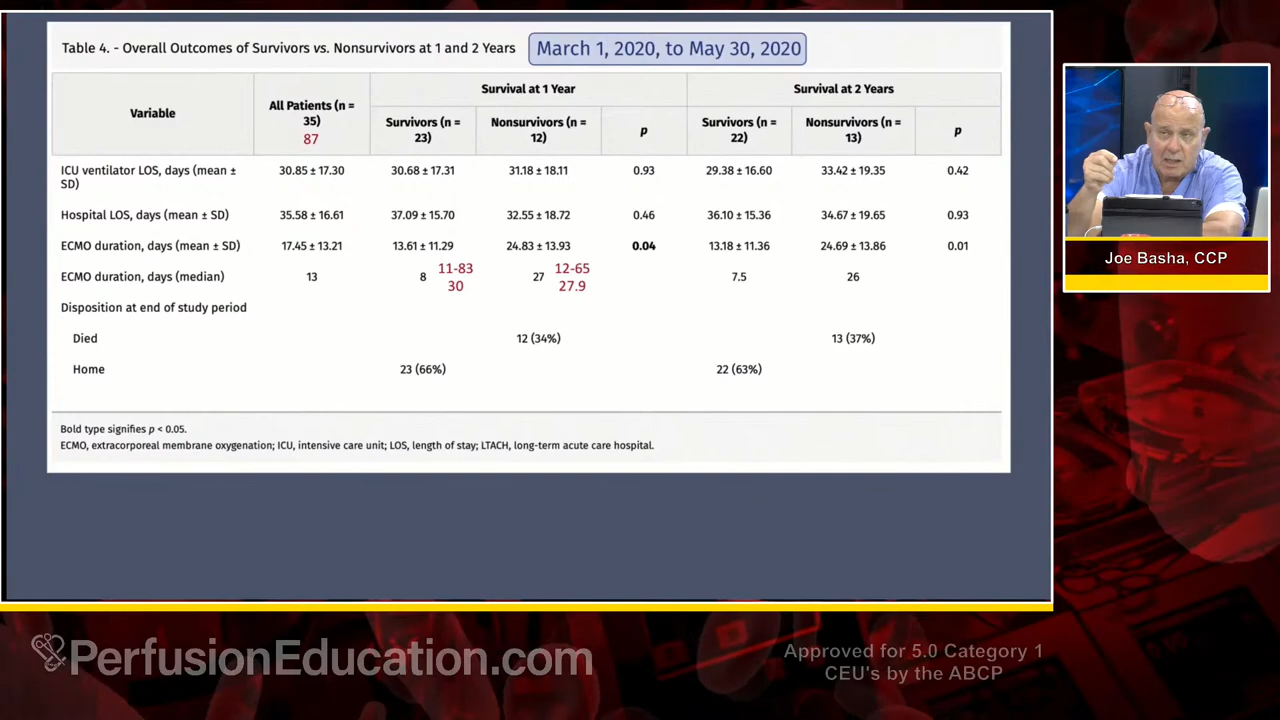 Table 4. - Overall Outcomes of Survivors vs. Nonsurvivors at 1 and 2 Years
March 1, 2020, to May 30, 2020
Variable
All Patients (n =
35)
87
Survival at 1 Year
Survival at 2 Years
Survivors (n =
23)
Nonsurvivors (n =
12)
p
Survivors (n =
22)
Nonsurvivors (n =
13)
p
ICU ventilator LOS, days (mean ±
SD)
30.85 ± 17.30
30.68 ± 17.31
31.18 ± 18.11
0.93
29.38 ± 16.60
33.42 ± 19.35
0.42
Hospital LOS, days (mean ± SD)
35.58 ± 16.61
37.09 ± 15.70
32.55 ± 18.72
0.46
36.10 ± 15.36
34.67 ± 19.65
0.93
ECMO duration, days (mean ± SD)
17.45 ± 13.21
13.61 ± 11.29
24.83 ± 13.93
0.04
13.18 ± 11.36
24.69 ± 13.86
0.01
ECMO duration, days (median)
13
8
11-83
30
27
12-65
27.9
7.5
26
Disposition at end of study period
Died
12 (34%)
13 (37%)
Home
23 (66%)
22 (63%)
Bold type signifies p < 0.05.
ECMO, extracorporeal membrane oxygenation; ICU, intensive care unit; LOS, length of stay; LTACH, long-term acute care hospital.
Joe Basha, CCP
PerfusionEducation.com
Approved for 5.0 Category 1
CEU's by the ABCP